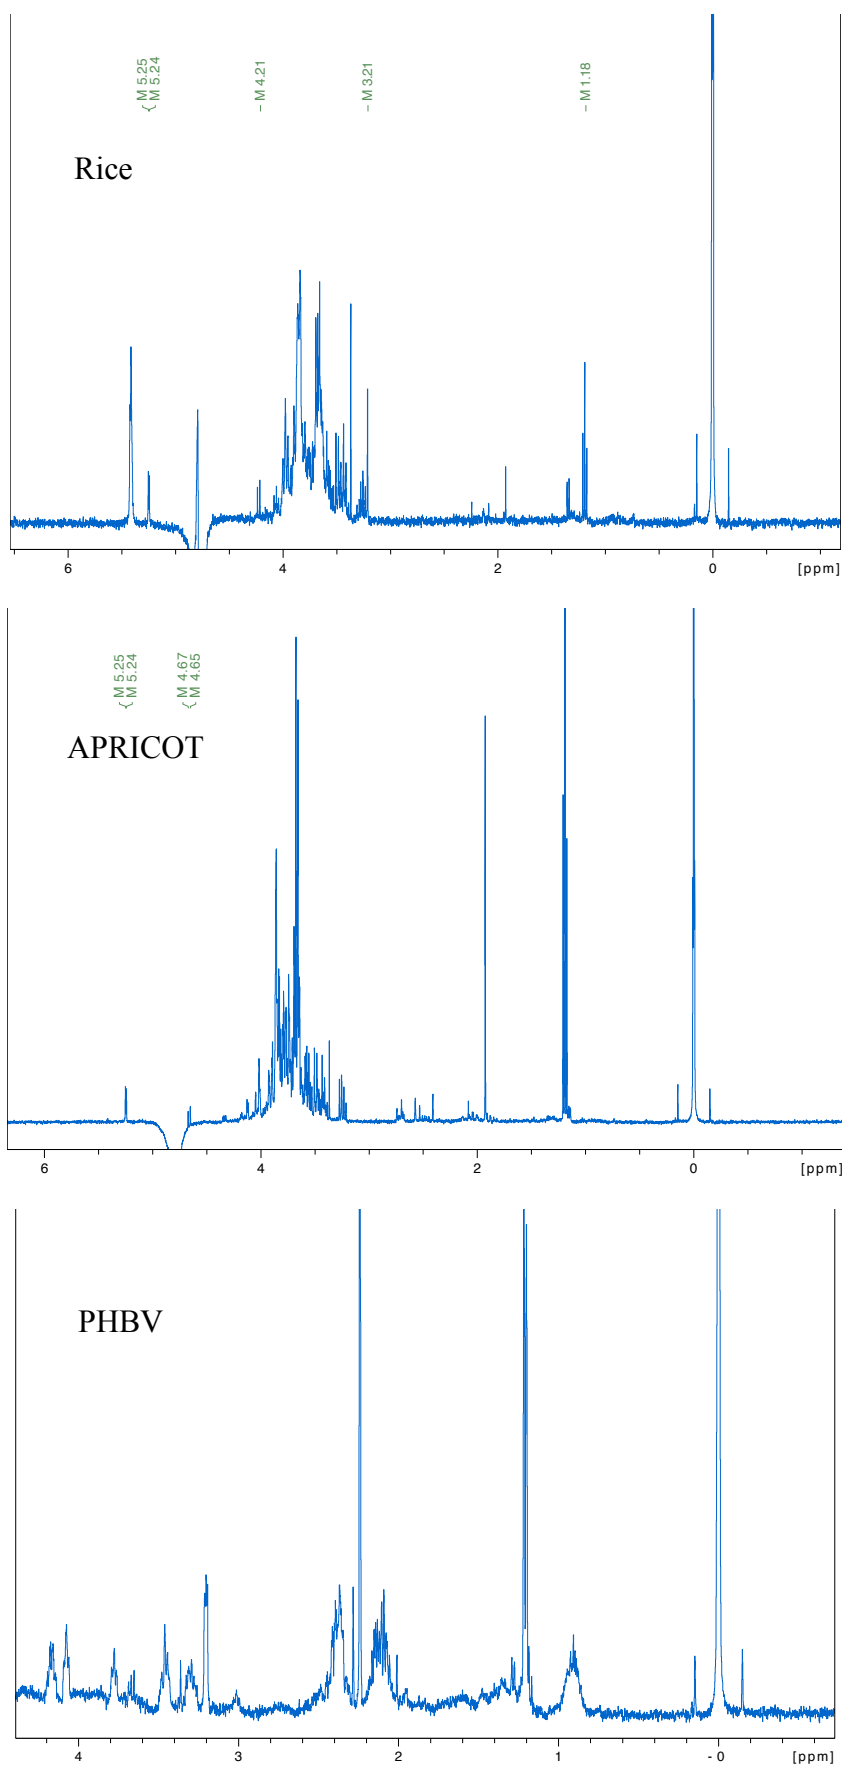 M 5.25
M 5.24
M 4.21
M 3.21
M 1.18
Rice
6 4 2 0 [ppm]
M 5.25
M 5.24
M 4.67
M 4.65
APRICOT
6 4 2 0 [ppm]
PHBV
4 3 2 1 - 0 [ppm]